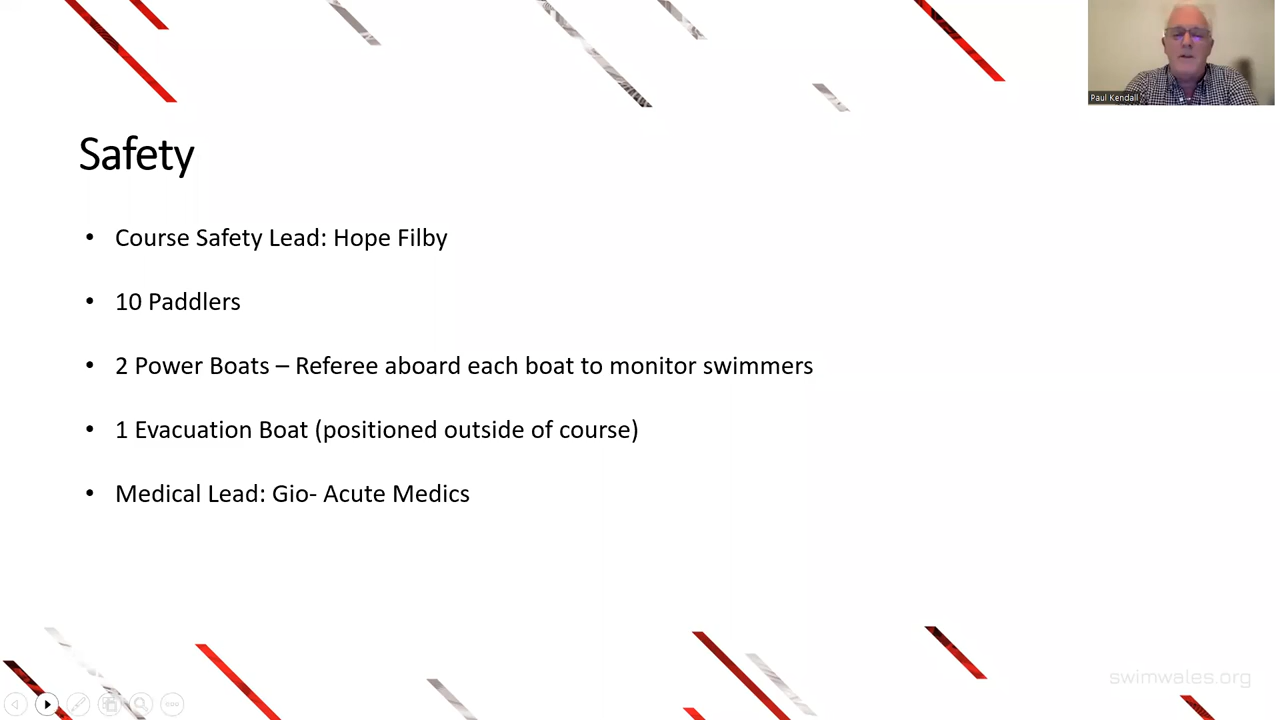 Paul Kendall
Safety
• Course Safety Lead: Hope Filby
• 10 Paddlers
• 2 Power Boats – Referee aboard each boat to monitor swimmers
• 1 Evacuation Boat (positioned outside of course)
• Medical Lead: Gio- Acute Medics
swimwales.org